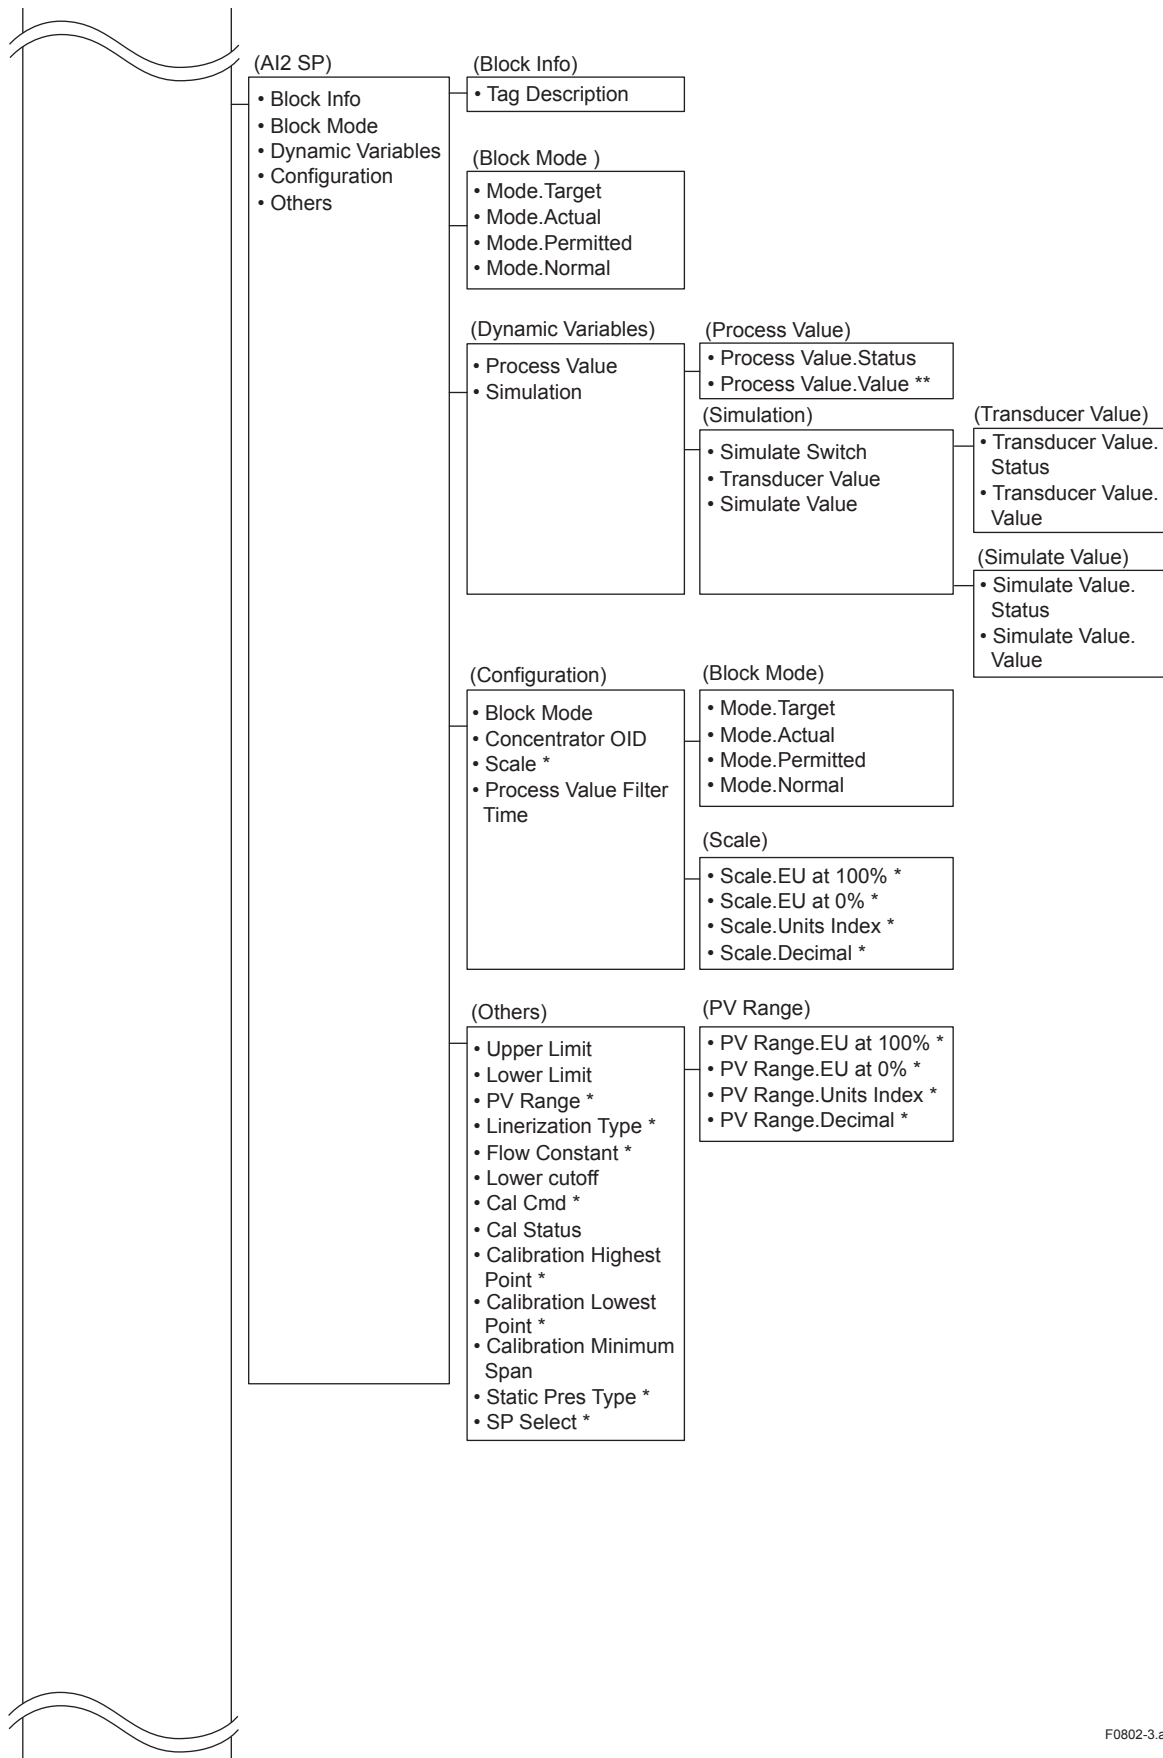 (AI2 SP)
• Block Info
• Block Mode
• Dynamic Variables
• Configuration
• Others
(Block Info)
• Tag Description
(Block Mode )
• Mode.Target
• Mode.Actual
• Mode.Permitted
• Mode.Normal
(Dynamic Variables)
• Process Value
• Simulation
(Process Value)
• Process Value.Status
• Process Value.Value **
(Simulation)
• Simulate Switch
• Transducer Value
• Simulate Value
(Transducer Value)
• Transducer Value.
Status
• Transducer Value.
Value
(Simulate Value)
• Simulate Value.
Status
• Simulate Value.
Value
(Configuration)
• Block Mode
• Concentrator OID
• Scale *
• Process Value Filter
Time
(Block Mode)
• Mode.Target
• Mode.Actual
• Mode.Permitted
• Mode.Normal
(Scale)
• Scale.EU at 100% *
• Scale.EU at 0% *
• Scale.Units Index *
• Scale.Decimal *
(Others)
• Upper Limit
• Lower Limit
• PV Range *
• Linerization Type *
• Flow Constant *
• Lower cutoff
• Cal Cmd *
• Cal Status
• Calibration Highest
Point *
• Calibration Lowest
Point *
• Calibration Minimum
Span
• Static Pres Type *
• SP Select *
(PV Range)
• PV Range.EU at 100% *
• PV Range.EU at 0% *
• PV Range.Units Index *
• PV Range.Decimal *
F0802-3.a